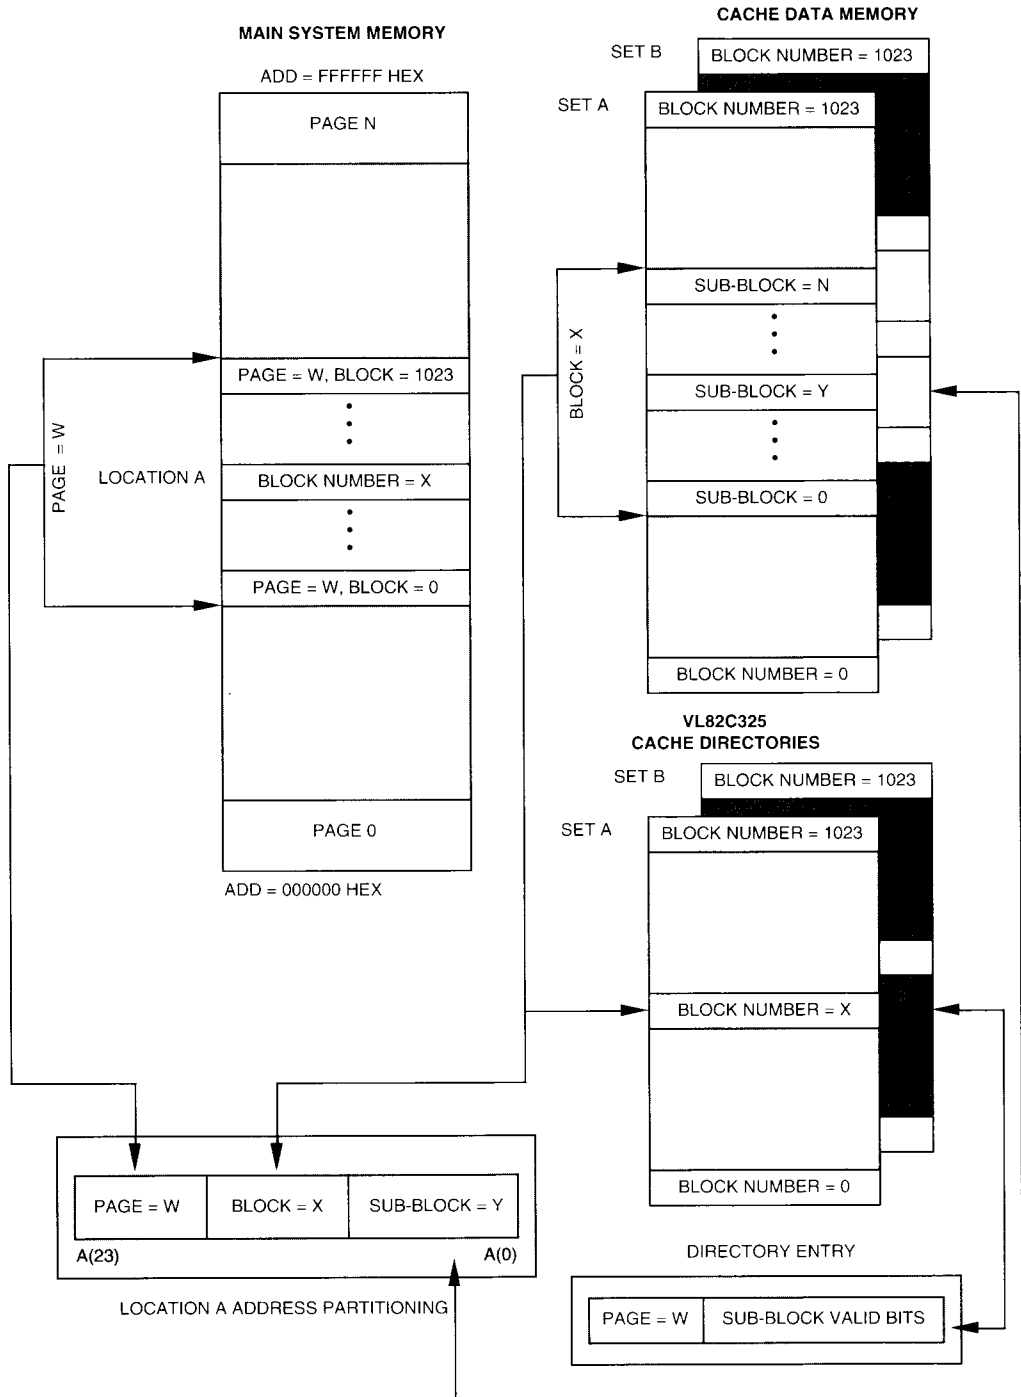 CACHE DATA MEMORY
MAIN SYSTEM MEMORY
SET B
BLOCK NUMBER = 1023
ADD = FFFFFF HEX
SET A
BLOCK NUMBER = 1023
PAGE N
SUB-BLOCK = N
BLOCK = X
PAGE = W, BLOCK = 1023
SUB-BLOCK = Y
PAGE = W
LOCATION A
BLOCK NUMBER = X
SUB-BLOCK = 0
PAGE = W, BLOCK = 0
BLOCK NUMBER = 0
VL82C325
CACHE DIRECTORIES
SET B
BLOCK NUMBER = 1023
SET A
BLOCK NUMBER = 1023
PAGE 0
ADD = 000000 HEX
BLOCK NUMBER = X
BLOCK NUMBER = 0
PAGE = W
BLOCK = X
SUB-BLOCK = Y
A(23)
A(0)
LOCATION A ADDRESS PARTITIONING
DIRECTORY ENTRY
PAGE = W
SUB-BLOCK VALID BITS